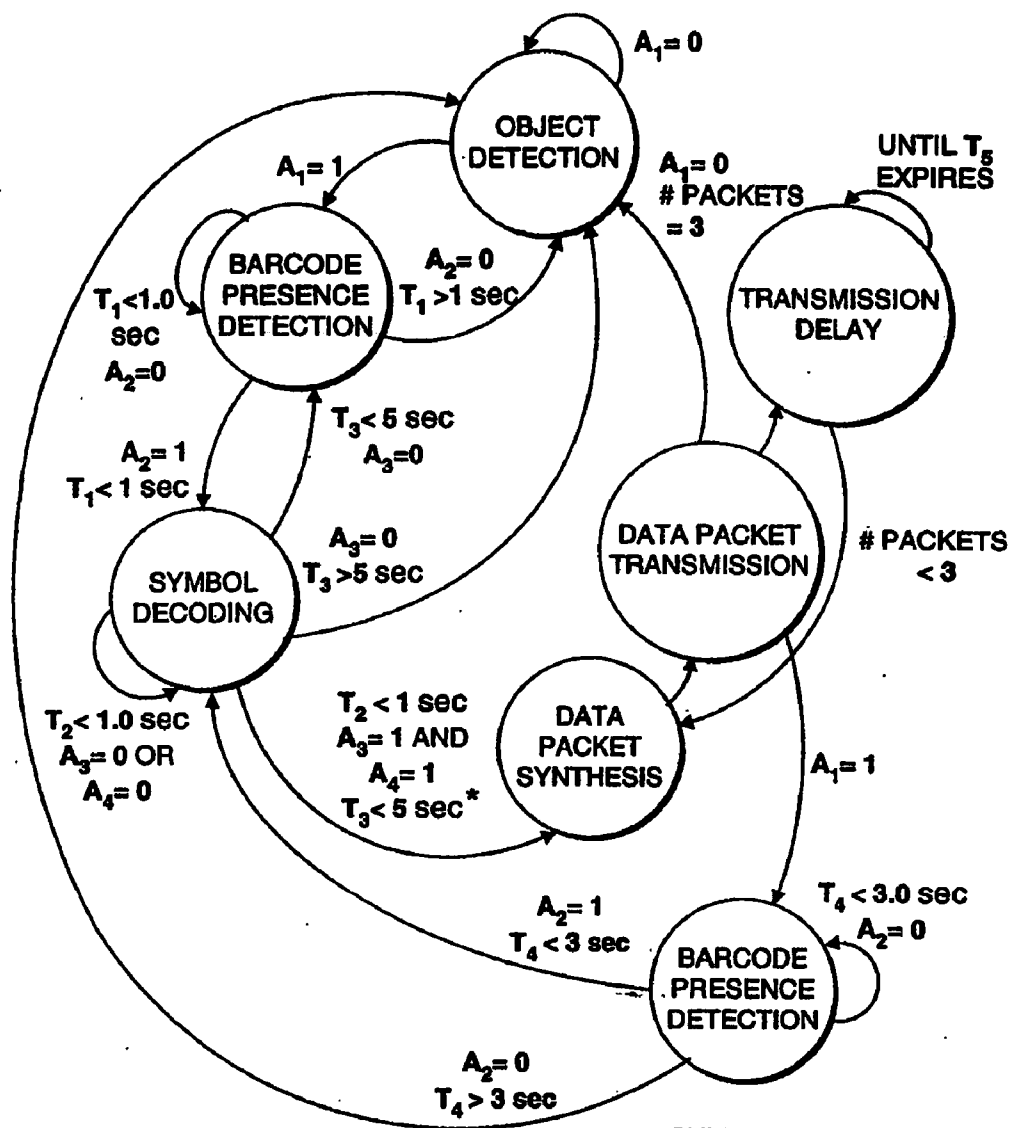 A₁= 0
OBJECT
DETECTION
A₁= 1
A₁= 0
# PACKETS
= 3
UNTIL T₅
EXPIRES
BARCODE
PRESENCE
DETECTION
A₂= 0
T₁ >1 sec
TRANSMISSION
DELAY
T₁<1.0
sec
A₂=0
T₃< 5 sec
A₃=0
A₂= 1
T₁< 1 sec
A₃= 0
T₃ >5 sec
DATA PACKET
TRANSMISSION
# PACKETS
< 3
SYMBOL
DECODING
T₂< 1.0 sec
A₃= 0 OR
A₄= 0
T₂ < 1 sec
A₃= 1 AND
A₄= 1
T₃< 5 sec*
DATA
PACKET
SYNTHESIS
A₁= 1
A₂= 1
T₄ < 3 sec
T₄ < 3.0 sec
A₂= 0
BARCODE
PRESENCE
DETECTION
A₂= 0
T₄ > 3 sec